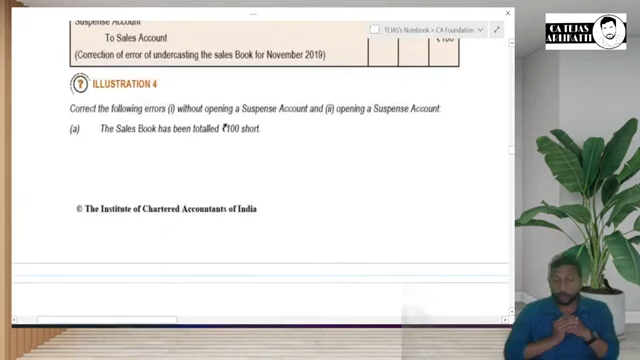 TEJAS's Notebook > CA Foundation
CA TEJAS
Suspense Account
To Sales Account
₹100
(Correction of error of undercasting the sales Book for November 2019)
? ILLUSTRATION 4
Correct the following errors (i) without opening a Suspense Account and (ii) opening a Suspense Account:
(a) The Sales Book has been totalled ₹100 short.
© The Institute of Chartered Accountants of India